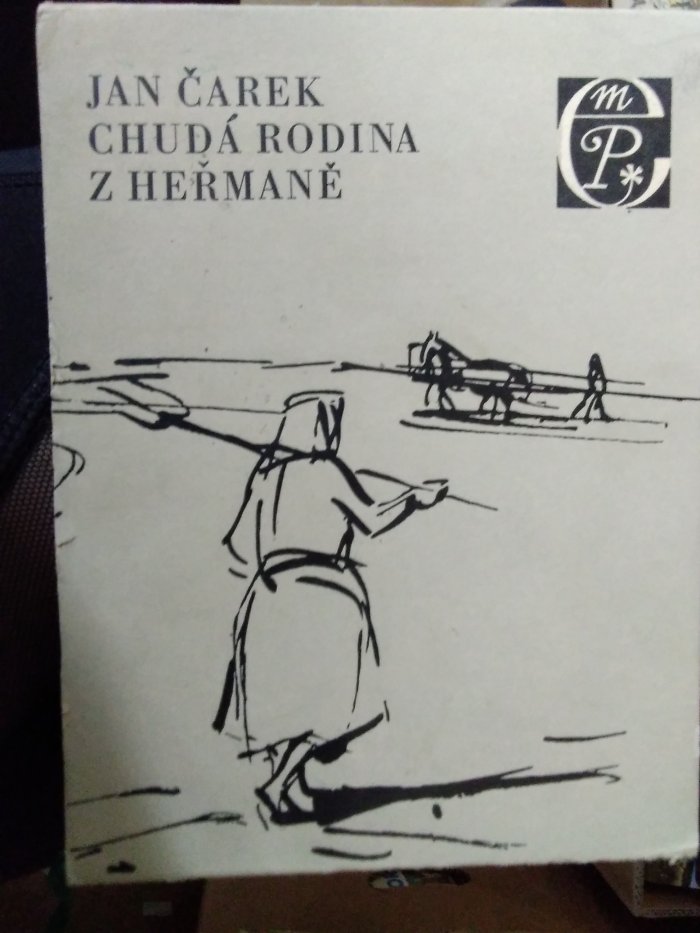 JAN ČAREK
CHUDÁ RODINA
Z HEŘMANĚ
m
P